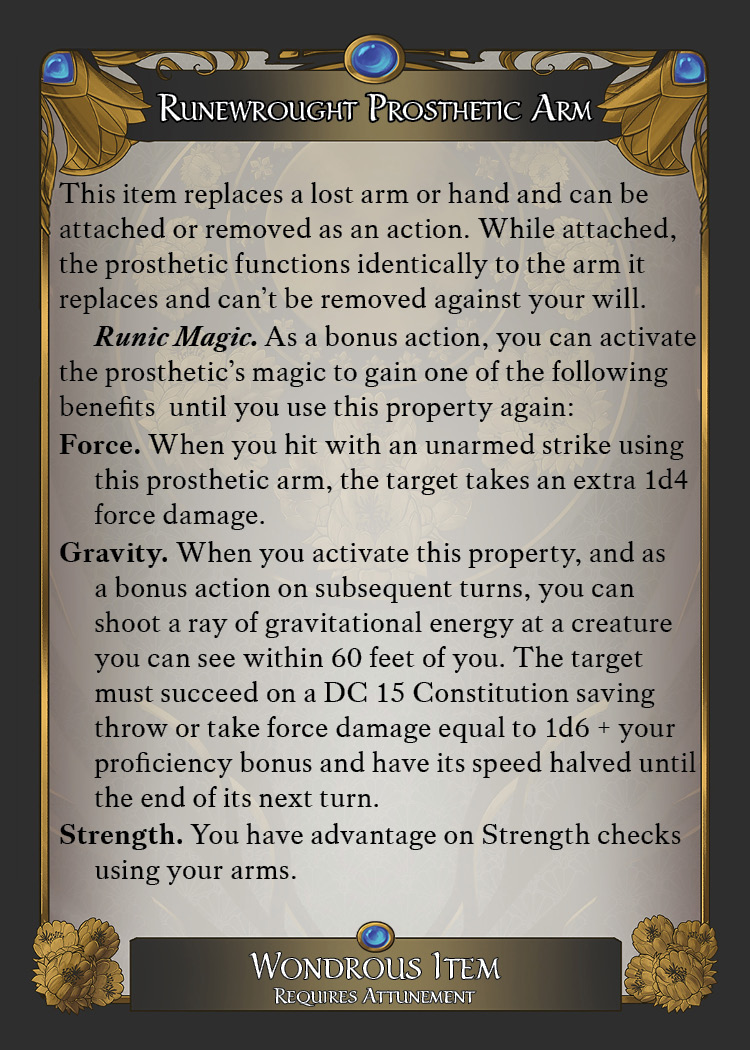 Runewrought Prosthetic Arm
This item replaces a lost arm or hand and can be
attached or removed as an action. While attached,
the prosthetic functions identically to the arm it
replaces and can’t be removed against your will.
Runic Magic. As a bonus action, you can activate
the prosthetic’s magic to gain one of the following
benefits  until you use this property again:
Force. When you hit with an unarmed strike using
this prosthetic arm, the target takes an extra 1d4
force damage.
Gravity. When you activate this property, and as
a bonus action on subsequent turns, you can
shoot a ray of gravitational energy at a creature
you can see within 60 feet of you. The target
must succeed on a DC 15 Constitution saving
throw or take force damage equal to 1d6 + your
proficiency bonus and have its speed halved until
the end of its next turn.
Strength. You have advantage on Strength checks
using your arms.
Wondrous Item
Requires Attunement